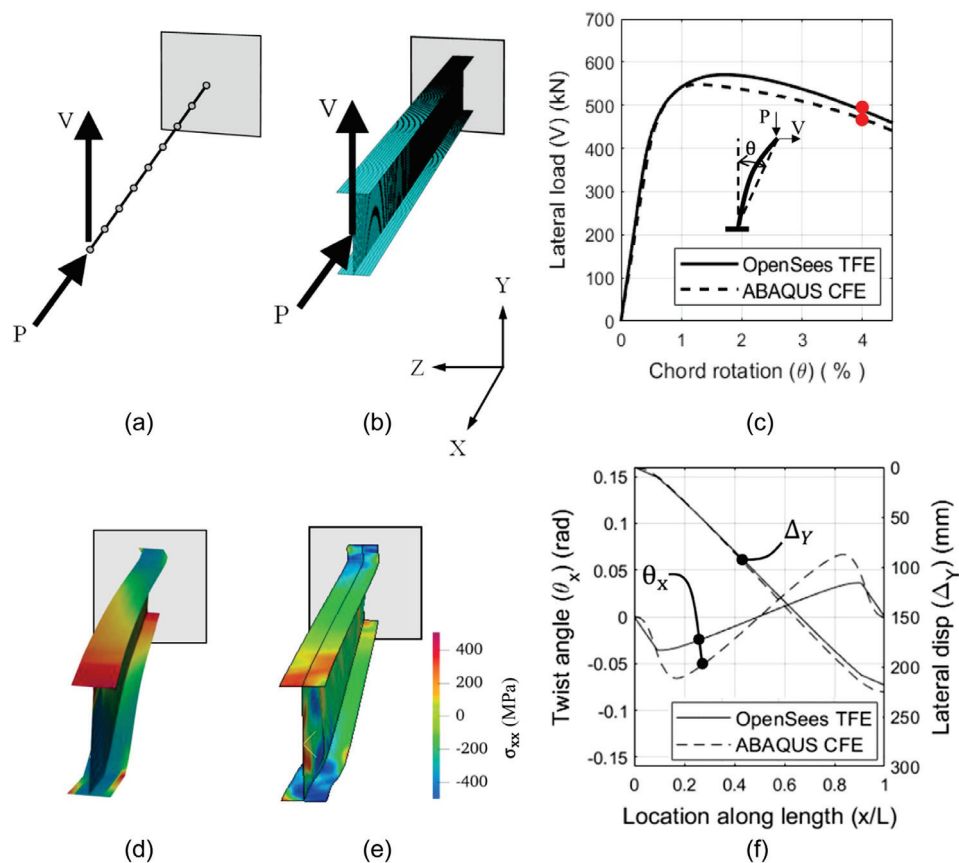 V
P
(a)
V
P
Y
Z
X
(b)
Lateral load (V) (kN)
700
600
500
400
300
200
100
0
0 1 2 3 4
P
V
θ
OpenSees TFE
ABAQUS CFE
Chord rotation (θ) ( % )
(c)
(d)
400
200
0
-200
-400
σxx (MPa)
(e)
Twist angle (θx) (rad)
0.15
0.1
0.05
0
-0.05
-0.1
-0.15
0 0.2 0.4 0.6 0.8 1
0
50
100
150
200
250
300
Lateral disp (ΔY) (mm)
ΔY
θx
OpenSees TFE
ABAQUS CFE
Location along length (x/L)
(f)